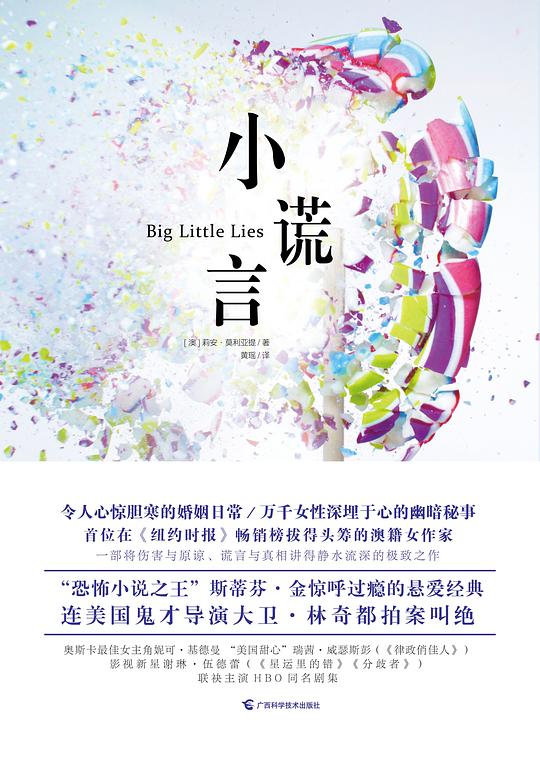 小谎言
Big Little Lies
[ 澳 ] 莉安 · 莫利亚提 / 著
黄瑶 / 译
令人心惊胆寒的婚姻日常 / 万千女性深埋于心的幽暗秘事
首位在《纽约时报》畅销榜拔得头筹的澳籍女作家
一部将伤害与原谅、谎言与真相讲得静水流深的极致之作
“恐怖小说之王”斯蒂芬 · 金惊呼过瘾的悬爱经典
连美国鬼才导演大卫 · 林奇都拍案叫绝
奥斯卡最佳女主角妮可 · 基德曼 “美国甜心”瑞茜 · 威瑟斯彭（《律政俏佳人》）
影视新星谢琳 · 伍德蕾（《星运里的错》《分歧者》）
联袂主演HBO同名剧集
广西科学技术出版社